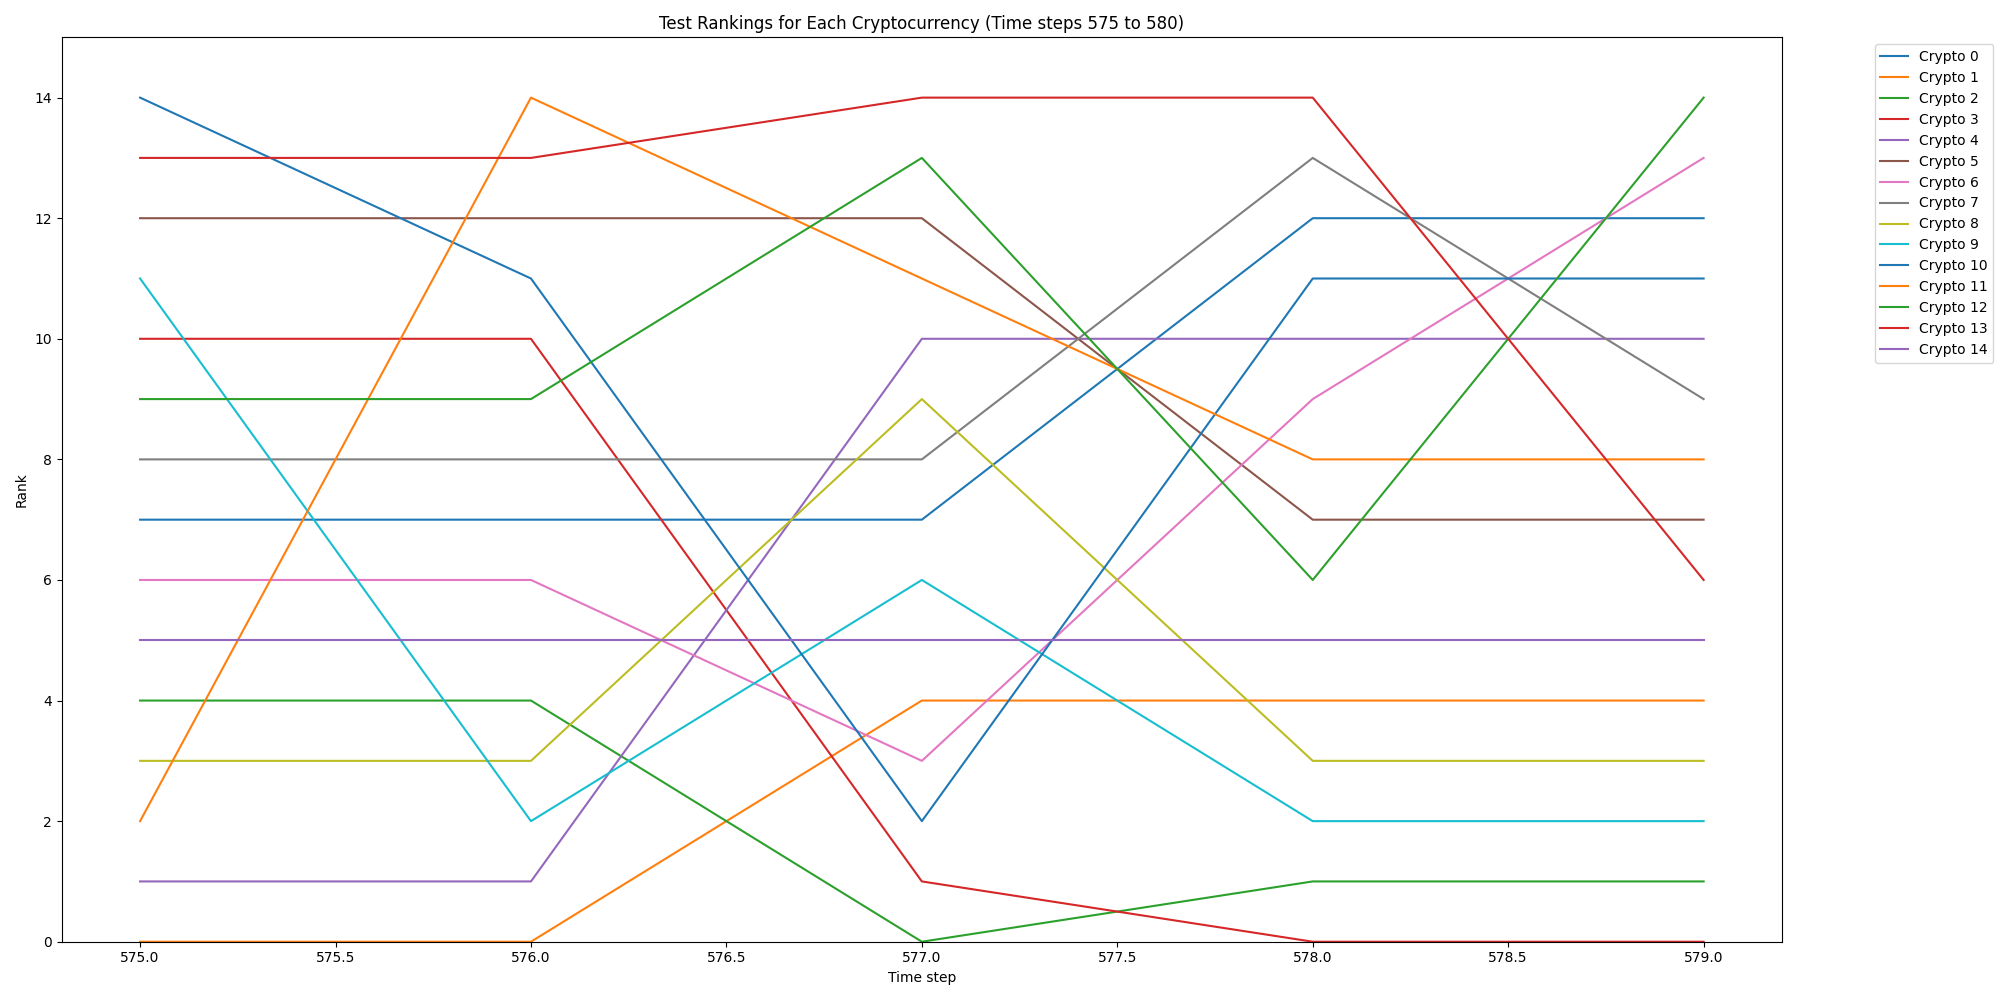 Test Rankings for Each Cryptocurrency (Time steps 575 to 580)
Rank
14
12
10
8
6
4
2
0
575.0
575.5
576.0
576.5
577.0
577.5
578.0
578.5
579.0
Time step
Crypto 0
Crypto 1
Crypto 2
Crypto 3
Crypto 4
Crypto 5
Crypto 6
Crypto 7
Crypto 8
Crypto 9
Crypto 10
Crypto 11
Crypto 12
Crypto 13
Crypto 14